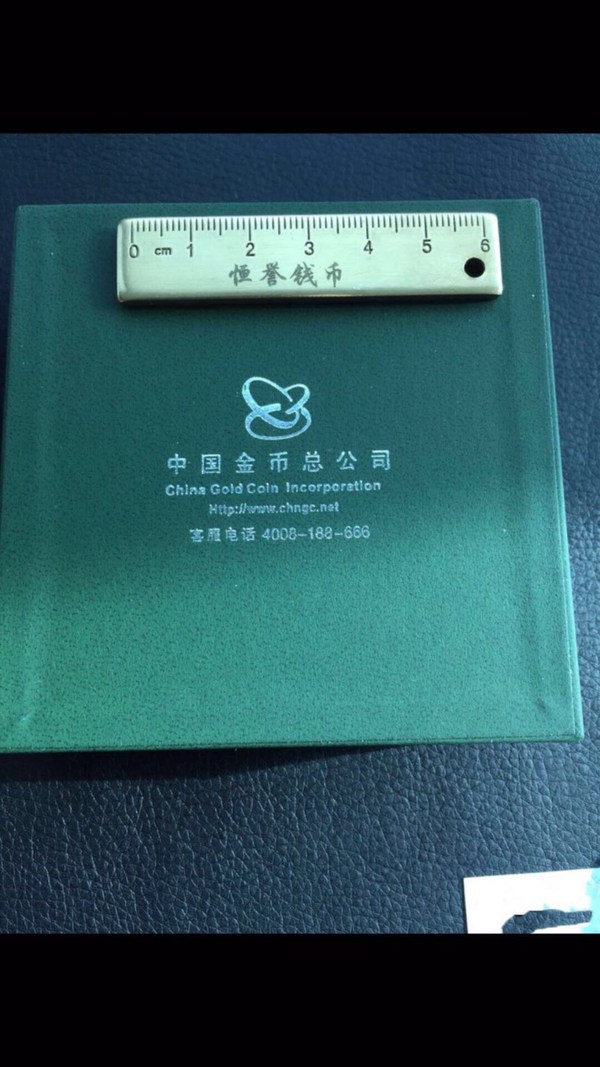 0 cm 1 2 3 4 5 6
恒誉钱币
中国金币总公司
China Gold Coin Incorporation
Http://www.chngc.net
客服电话 4008-188-666